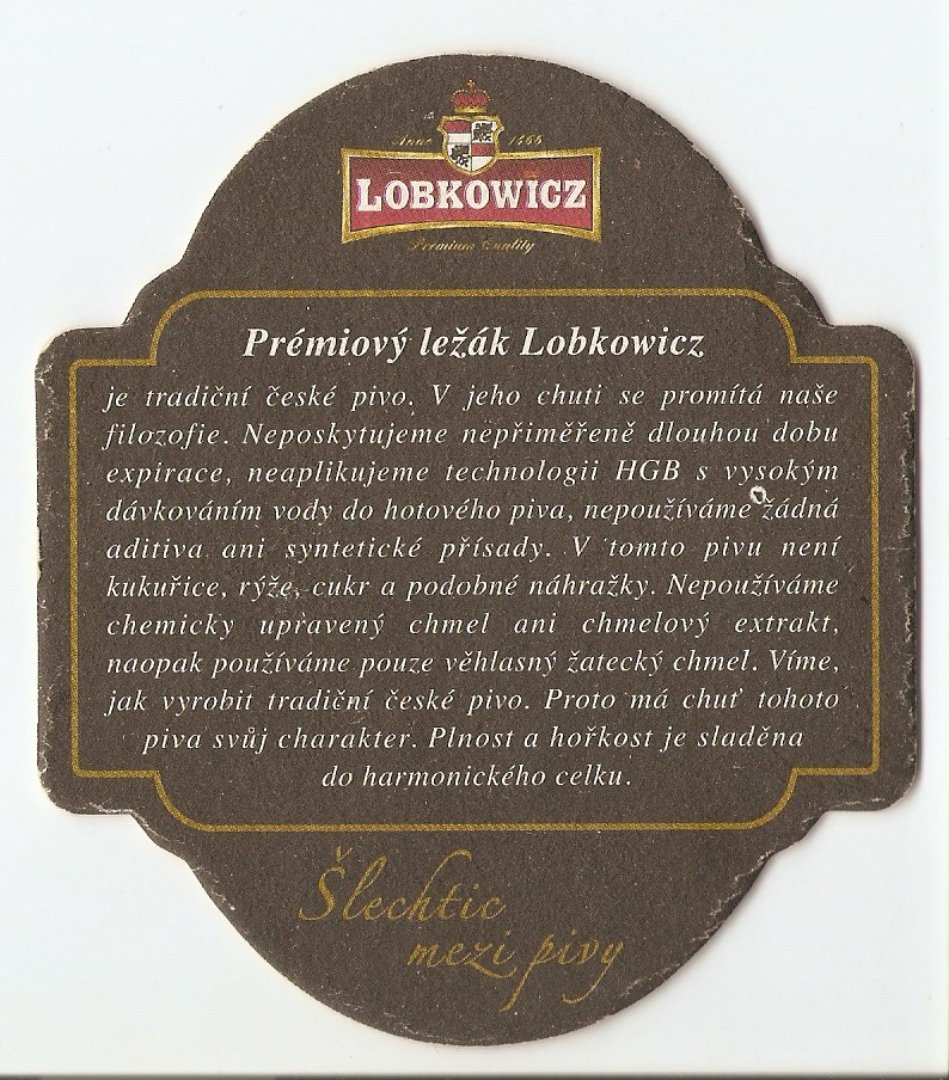 Anno 1466
LOBKOWICZ
Premium Quality
Prémiový ležák Lobkowicz
je tradiční české pivo. V jeho chuti se promítá naše
filozofie. Neposkytujeme nepřiměřeně dlouhou dobu
expirace, neaplikujeme technologii HGB s vysokým
dávkováním vody do hotového piva, nepoužíváme žádná
aditiva ani syntetické přísady. V tomto pivu není
kukuřice, rýže, cukr a podobné náhražky. Nepoužíváme
chemicky upravený chmel ani chmelový extrakt,
naopak používáme pouze věhlasný žatecký chmel. Víme,
jak vyrobit tradiční české pivo. Proto má chuť tohoto
piva svůj charakter. Plnost a hořkost je sladěna
do harmonického celku.
Šlechtic
mezi pivy